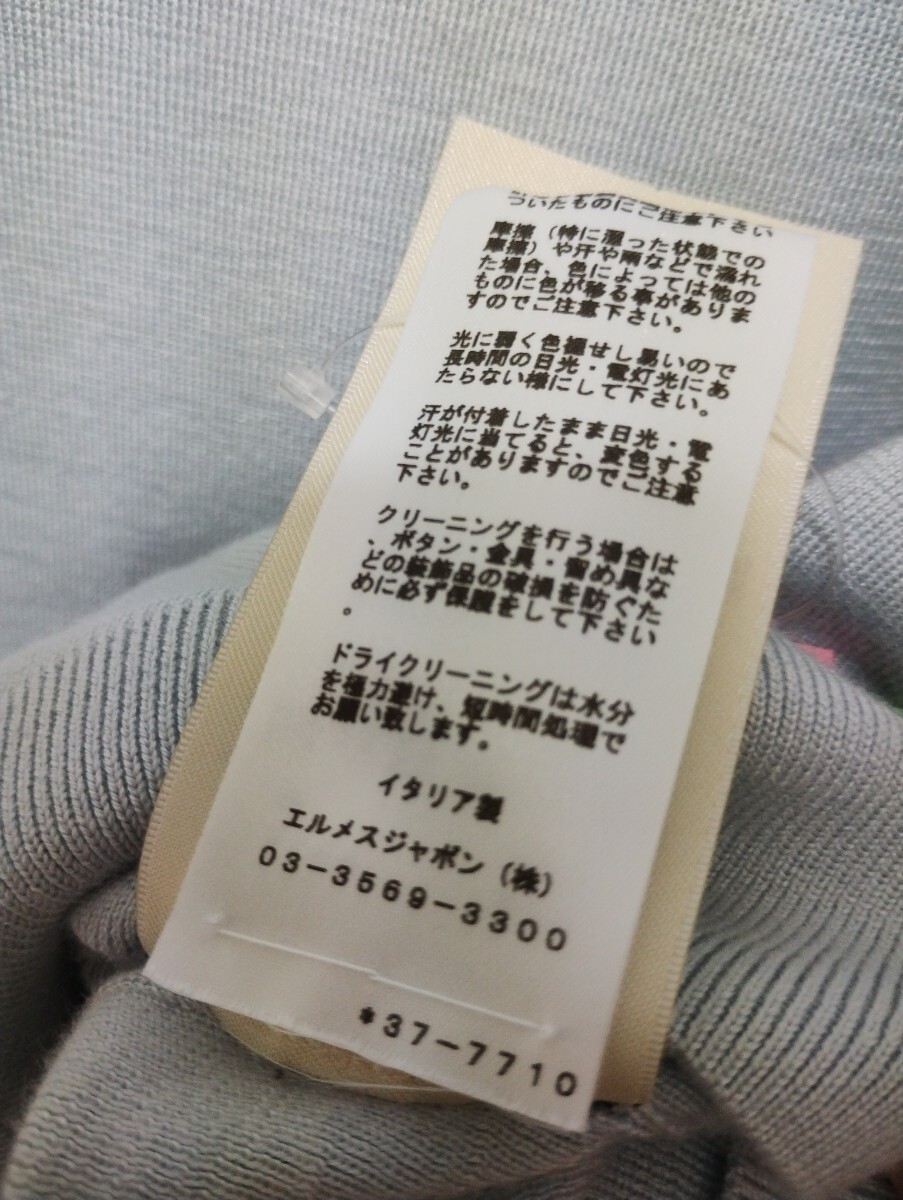 ついたものにご注意下さい
摩擦（特に湿った状態での
摩擦）や汗や雨などで濡れ
た場合、色によっては他の
ものに色が移る事がありま
すのでご注意下さい。
光に弱く色褪せし易いので
長時間の日光・電灯光にあ
たらない様にして下さい。
汗が付着したまま日光・電
灯光に当てると、変色する
ことがありますのでご注意
下さい。
クリーニングを行う場合は
、ボタン・金具・留め具な
どの装飾品の破損を防ぐた
めに必ず保護をして下さい
。
ドライクリーニングは水分
を極力避け、短時間処理で
お願い致します。
イタリア製
エルメスジャポン（株）
03-3569-3300
*37-7710